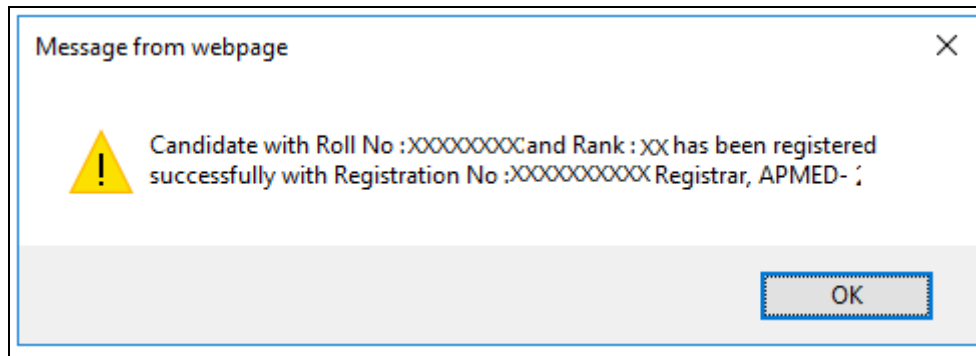 Message from webpage
Candidate with Roll No :XXXXXXXX and Rank : XX has been registered
successfully with Registration No :XXXXXXXXXX Registrar, APMED-
OK